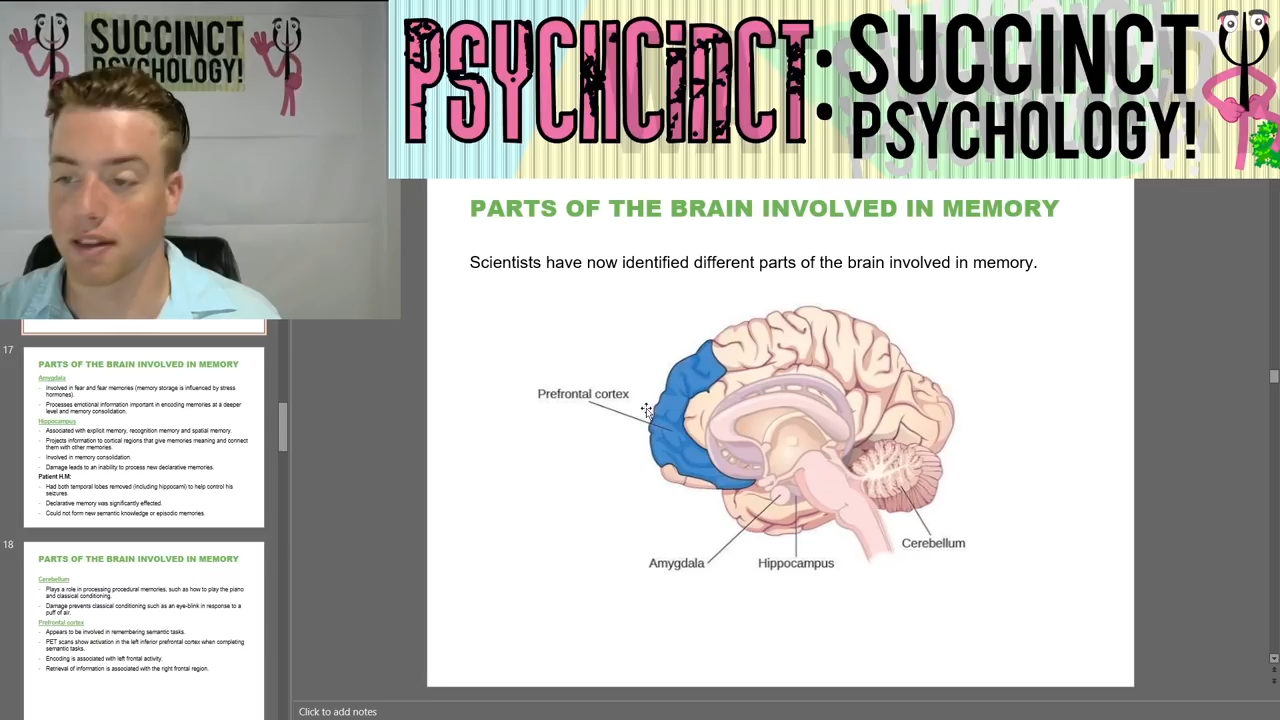 SUCCINCT
PSYCHOLOGY!
PSYCHCINCT:
SUCCINCT
PSYCHOLOGY!
PARTS OF THE BRAIN INVOLVED IN MEMORY
Scientists have now identified different parts of the brain involved in memory.
Prefrontal cortex
Amygdala
Hippocampus
Cerebellum
17
PARTS OF THE BRAIN INVOLVED IN MEMORY
Amygdala
- Involved in fear and fear memories (memory storage is influenced by stress
hormones).
- Processes emotional information important in encoding memories at a deeper
level and memory consolidation.
Hippocampus
- Associated with explicit memory, recognition memory and spatial memory.
- Projects information to cortical regions that give memories meaning and connect
them with other memories.
- Involved in memory consolidation.
- Damage leads to an inability to process new declarative memories.
Patient H.M:
- Had both temporal lobes removed (including hippocami) to help control his
seizures.
- Declarative memory was significantly effected.
- Could not form new semantic knowledge or episodic memories.
18
PARTS OF THE BRAIN INVOLVED IN MEMORY
Cerebellum
- Plays a role in processing procedural memories, such as how to play the piano
and classical conditioning.
- Damage prevents classical conditioning such as an eye-blink in response to a
puff of air.
Prefrontal cortex
- Appears to be involved in remembering semantic tasks.
- PET scans show activation in the left inferior prefrontal cortex when completing
semantic tasks.
- Encoding is associated with left frontal activity.
- Retrieval of information is associated with the right frontal region.
Click to add notes